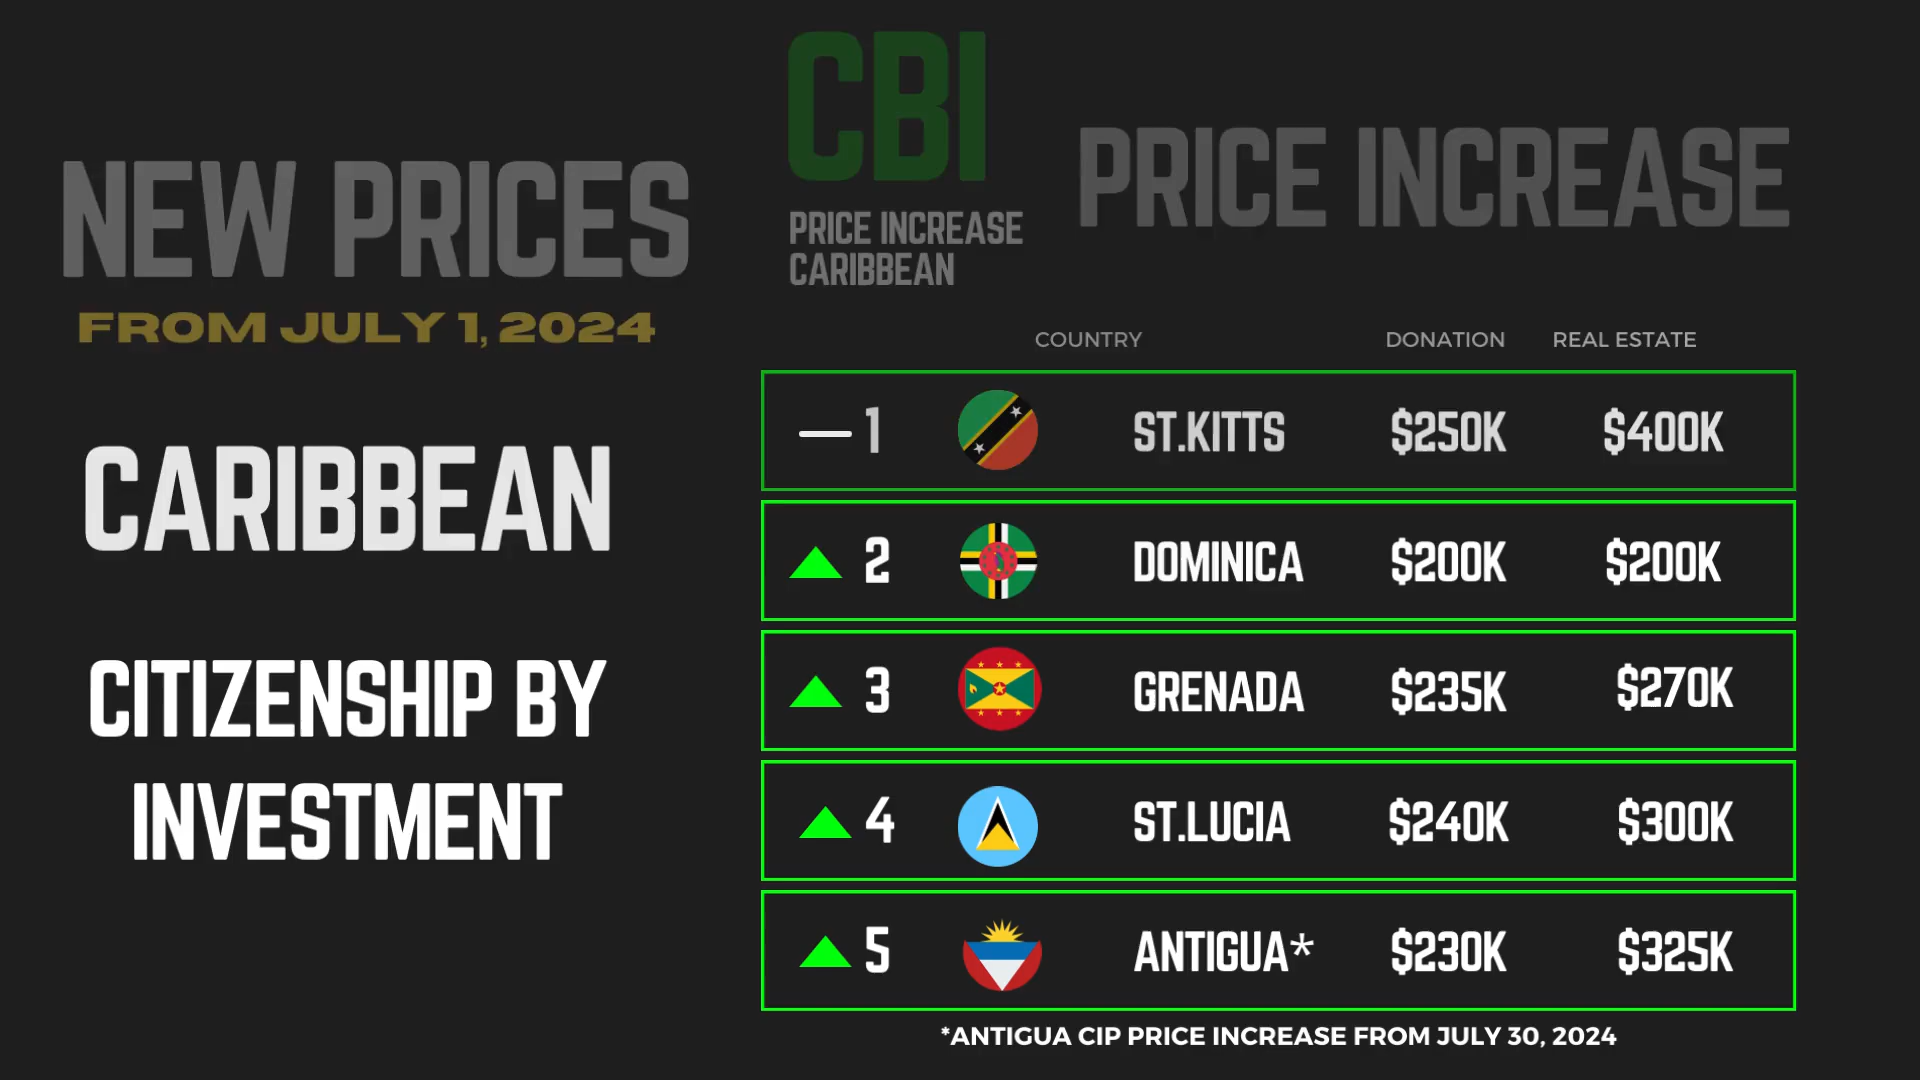 NEW PRICES
FROM JULY 1, 2024
CARIBBEAN
CITIZENSHIP BY
INVESTMENT
CBI
PRICE INCREASE
CARIBBEAN
PRICE INCREASE
COUNTRY DONATION REAL ESTATE
1 ST.KITTS $250K $400K
2 DOMINICA $200K $200K
3 GRENADA $235K $270K
4 ST.LUCIA $240K $300K
5 ANTIGUA* $230K $325K
*ANTIGUA CIP PRICE INCREASE FROM JULY 30, 2024